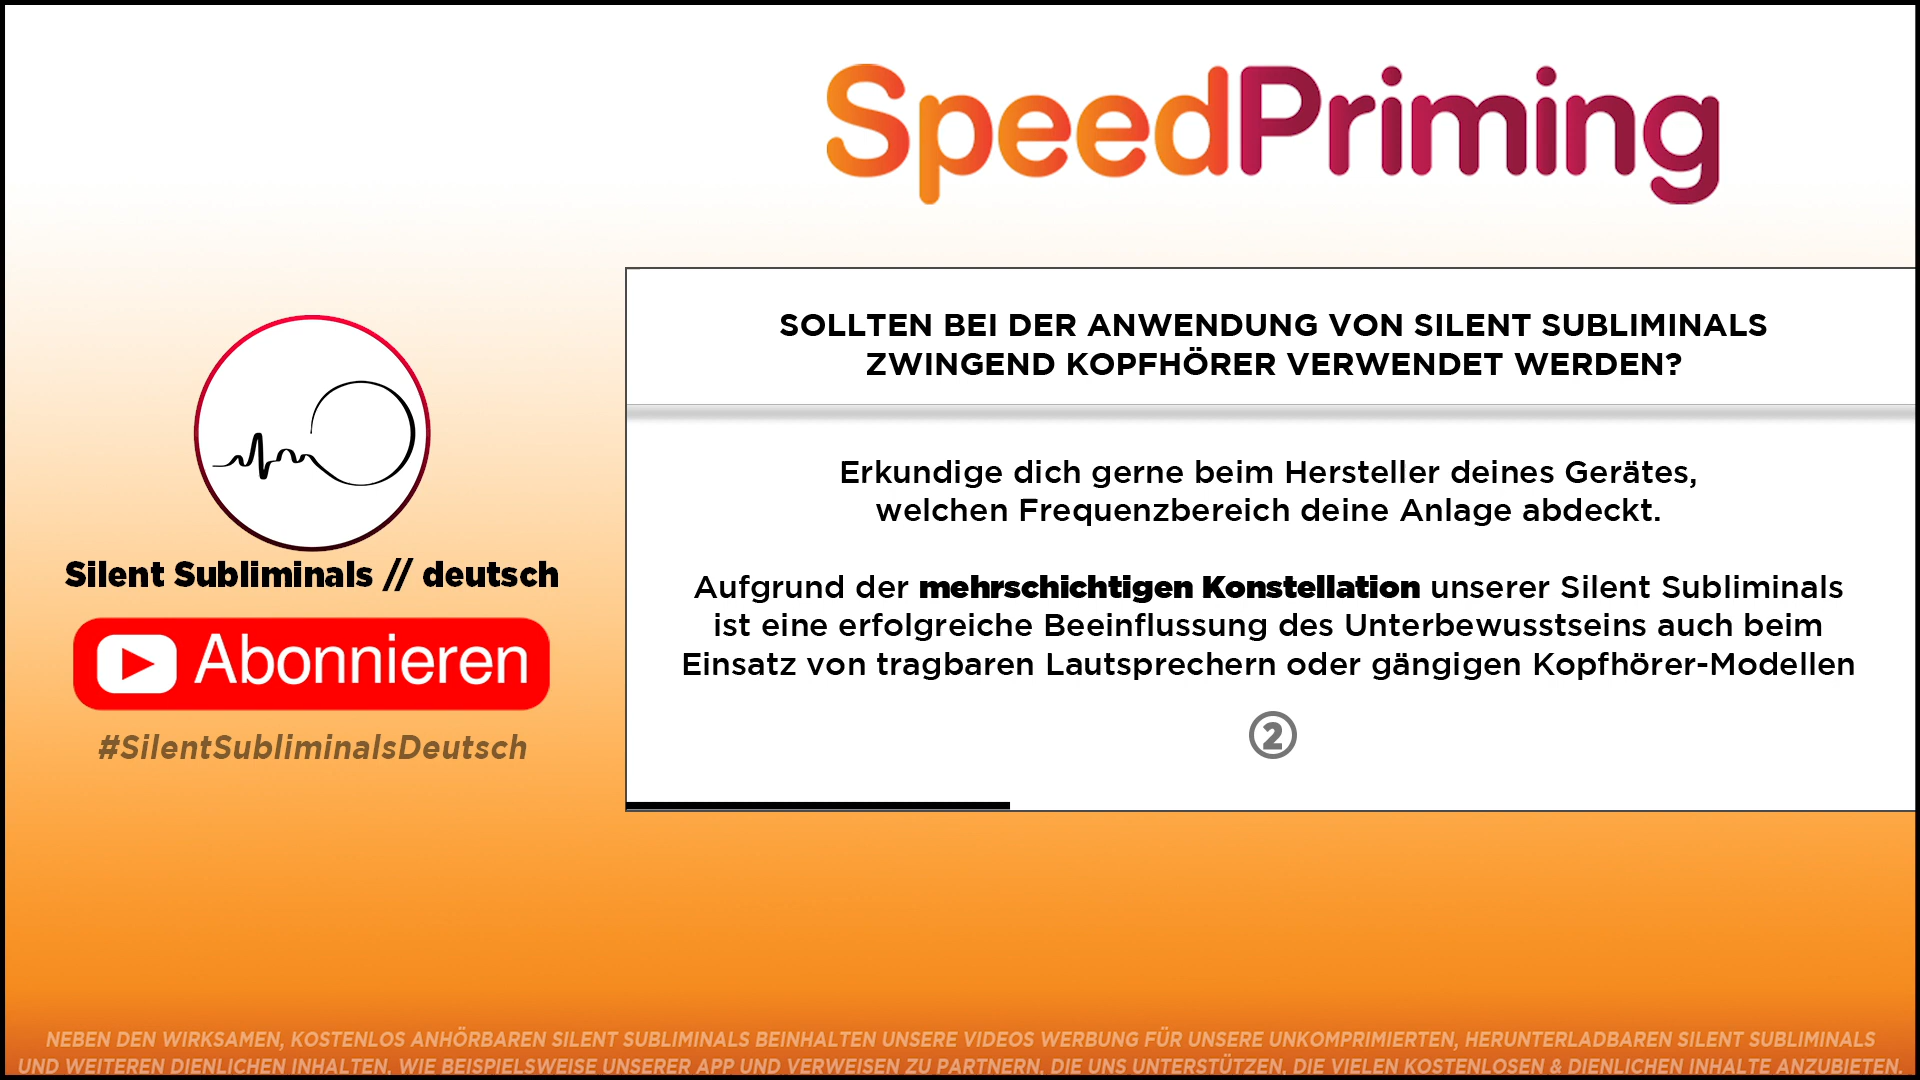 SpeedPriming
SOLLTEN BEI DER ANWENDUNG VON SILENT SUBLIMINALS
ZWINGEND KOPFHÖRER VERWENDET WERDEN?
Erkundige dich gerne beim Hersteller deines Gerätes,
welchen Frequenzbereich deine Anlage abdeckt.
Aufgrund der mehrschichtigen Konstellation unserer Silent Subliminals
ist eine erfolgreiche Beeinflussung des Unterbewusstseins auch beim
Einsatz von tragbaren Lautsprechern oder gängigen Kopfhörer-Modellen
②
Silent Subliminals // deutsch
Abonnieren
#SilentSubliminalsDeutsch
NEBEN DEN WIRKSAMEN, KOSTENLOS ANHÖRBAREN SILENT SUBLIMINALS BEINHALTEN UNSERE VIDEOS WERBUNG FÜR UNSERE UNKOMPRIMIERTEN, HERUNTERLADBAREN SILENT SUBLIMINALS
UND WEITEREN DIENLICHEN INHALTEN, WIE BEISPIELSWEISE UNSERER APP UND VERWEISEN ZU PARTNERN, DIE UNS UNTERSTÜTZEN, DIE VIELEN KOSTENLOSEN & DIENLICHEN INHALTE ANZUBIETEN.